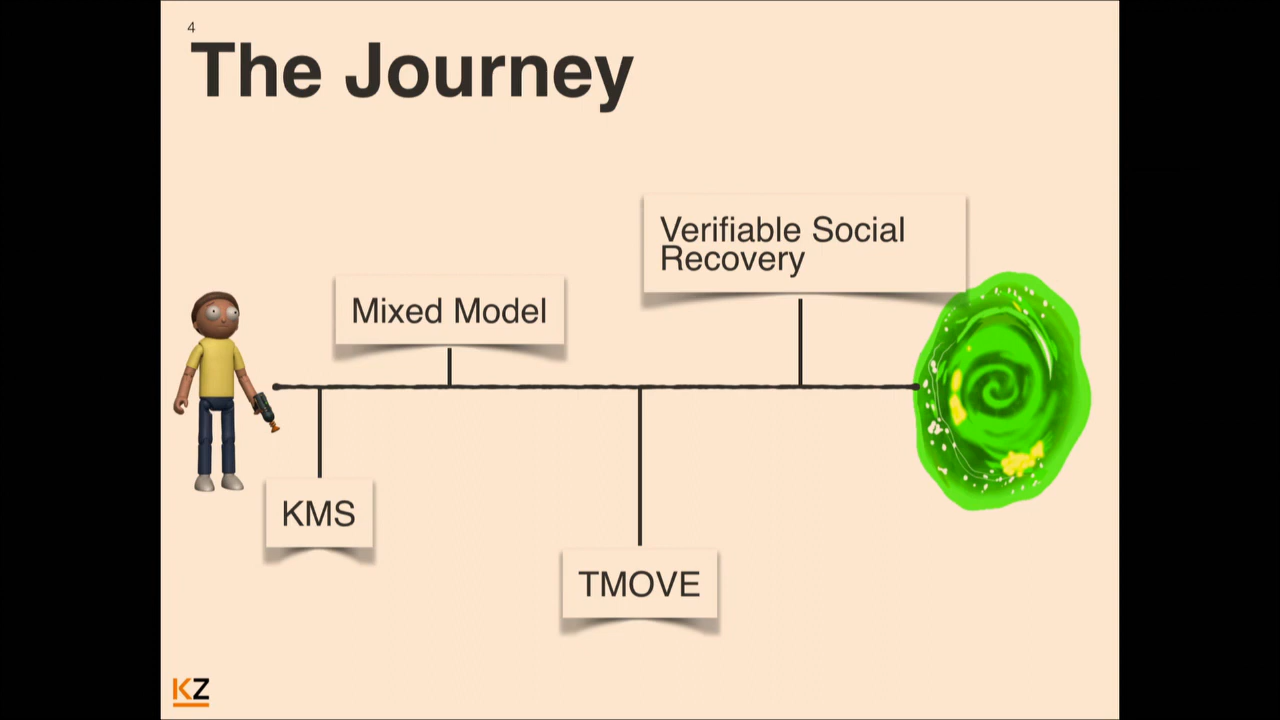 4
The Journey
Verifiable Social
Recovery
Mixed Model
KMS
TMOVE
KZ